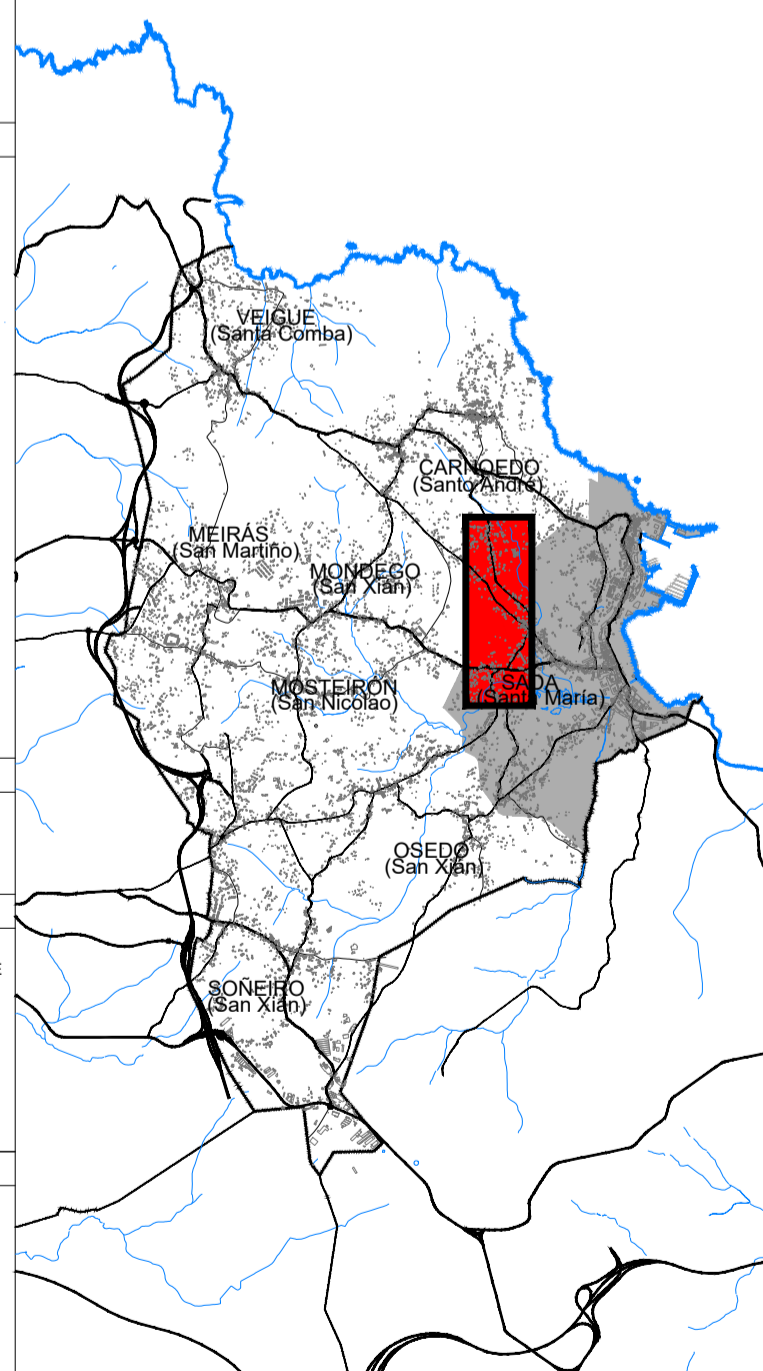 VEIGUE
(Santa Comba)
CARNOEDO
(Santo André)
MEIRÁS
(San Martiño)
MONDEGO
(San Xián)
MOSTEIRÓN
(San Nicolao)
SADA
(Santa María)
OSEDO
(San Xián)
SOÑEIRO
(San Xián)